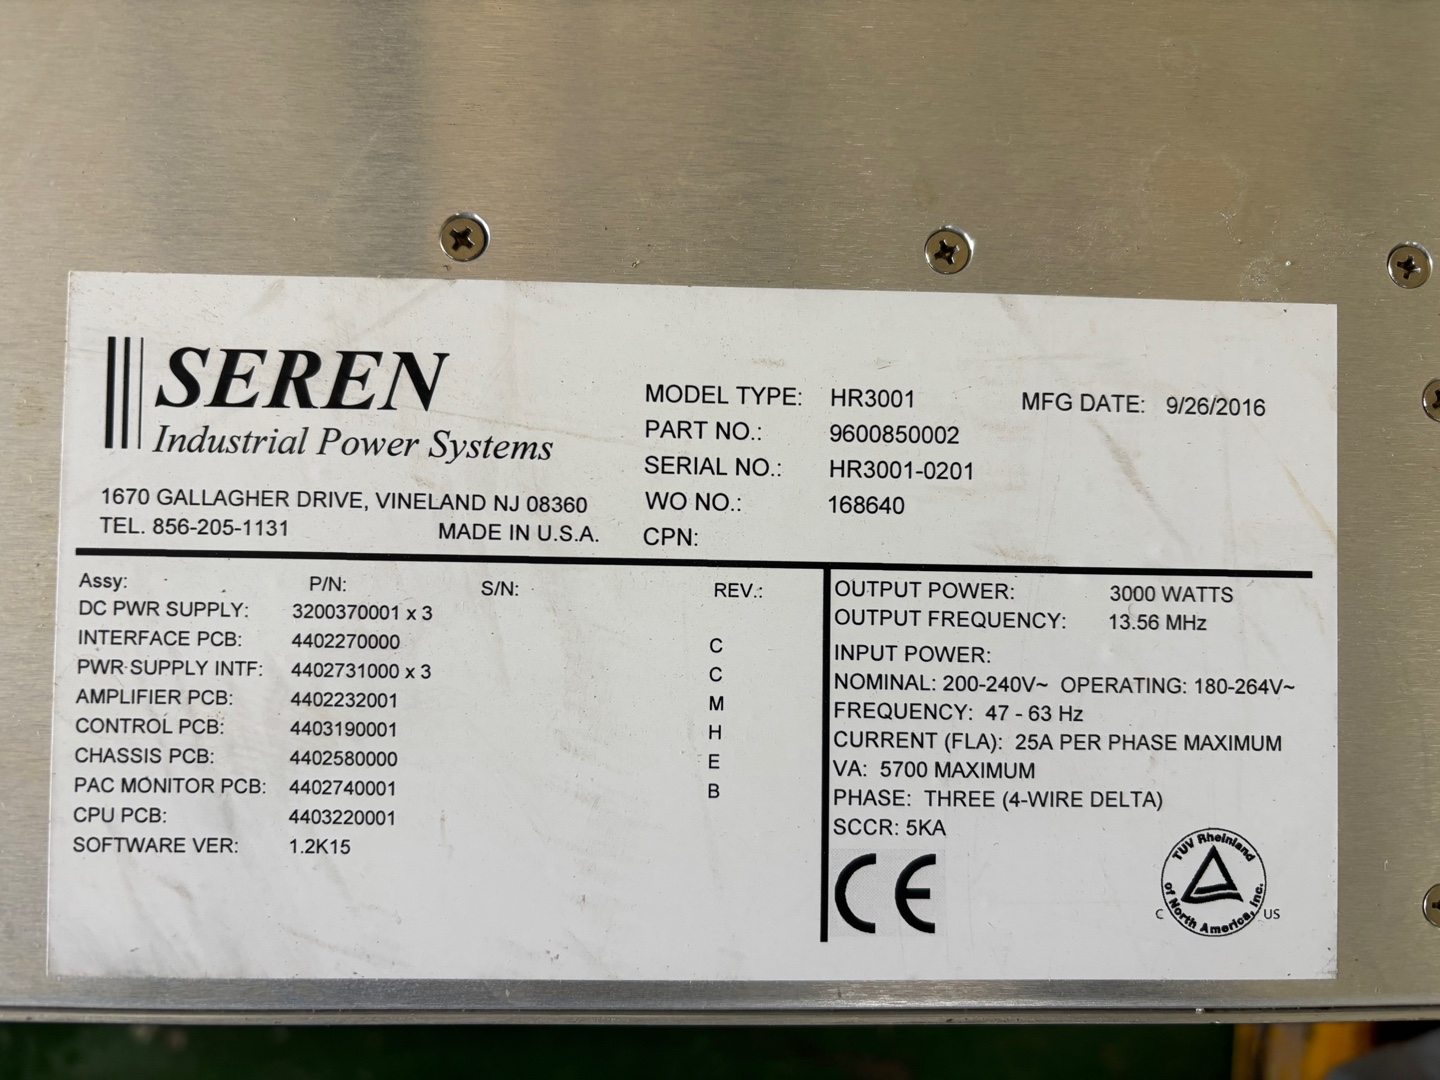 SEREN
Industrial Power Systems
1670 GALLAGHER DRIVE, VINELAND NJ 08360
TEL. 856-205-1131 MADE IN U.S.A.
MODEL TYPE: HR3001 MFG DATE: 9/26/2016
PART NO.: 9600850002
SERIAL NO.: HR3001-0201
WO NO.: 168640
CPN:
Assy: P/N: S/N: REV.:
DC PWR SUPPLY: 3200370001 x 3
INTERFACE PCB: 4402270000 C
PWR SUPPLY INTF: 4402731000 x 3 C
AMPLIFIER PCB: 4402232001 M
CONTROL PCB: 4403190001 H
CHASSIS PCB: 4402580000 E
PAC MONITOR PCB: 4402740001 B
CPU PCB: 4403220001
SOFTWARE VER: 1.2K15
OUTPUT POWER: 3000 WATTS
OUTPUT FREQUENCY: 13.56 MHz
INPUT POWER:
NOMINAL: 200-240V~ OPERATING: 180-264V~
FREQUENCY: 47 - 63 Hz
CURRENT (FLA): 25A PER PHASE MAXIMUM
VA: 5700 MAXIMUM
PHASE: THREE (4-WIRE DELTA)
SCCR: 5KA
CE
TUV Rheinland
of North America, Inc.
C US